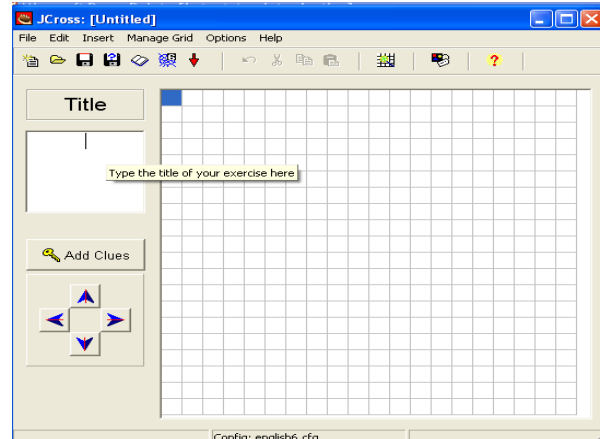 JCross: [Untitled]
File Edit Insert Manage Grid Options Help
Title
Type the title of your exercise here
Add Clues
Config: english6.cfg